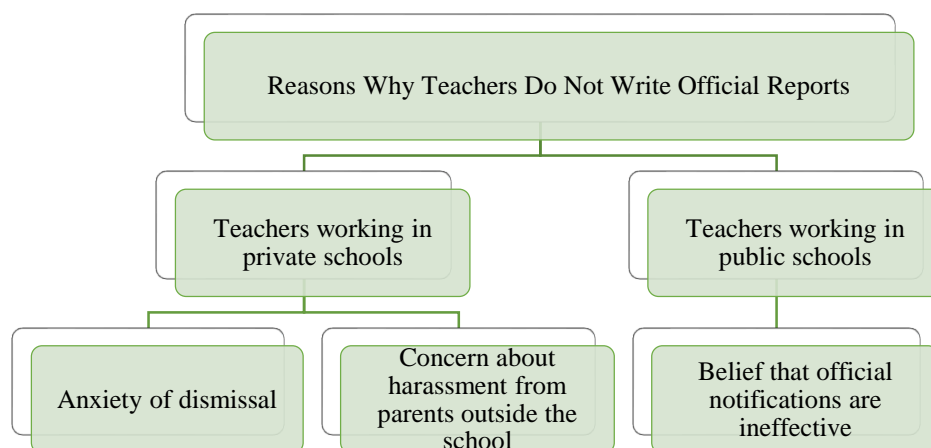 Reasons Why Teachers Do Not Write Official Reports
Teachers working in
private schools
Teachers working in
public schools
Anxiety of dismissal
Concern about
harassment from
parents outside the
school
Belief that official
notifications are
ineffective